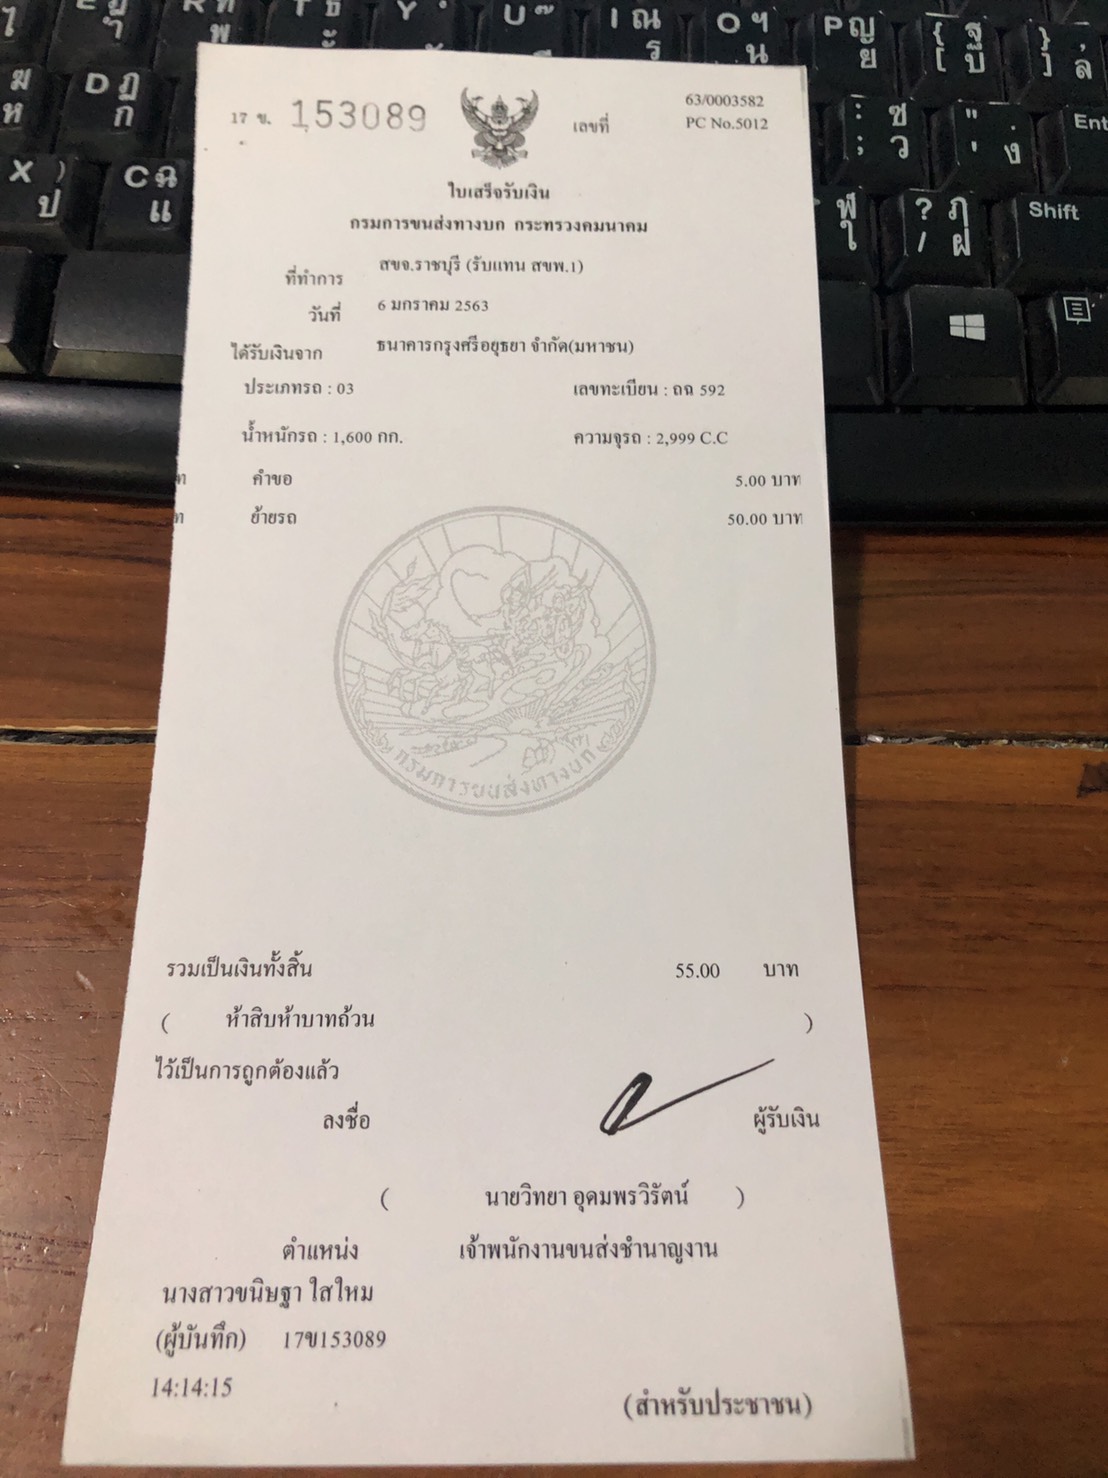 17 ข. 153089
เลขที่ 63/0003582
PC No.5012
ใบเสร็จรับเงิน
กรมการขนส่งทางบก กระทรวงคมนาคม
ที่ทำการ สขจ.ราชบุรี (รับแทน สขพ.1)
วันที่ 6 มกราคม 2563
ได้รับเงินจาก ธนาคารกรุงศรีอยุธยา จำกัด(มหาชน)
ประเภทรถ : 03 เลขทะเบียน : ถฉ 592
น้ำหนักรถ : 1,600 กก. ความจุรถ : 2,999 C.C
คำขอ 5.00 บาท
ย้ายรถ 50.00 บาท
กรมการขนส่งทางบก
รวมเป็นเงินทั้งสิ้น 55.00 บาท
( ห้าสิบห้าบาทถ้วน )
ไว้เป็นการถูกต้องแล้ว
ลงชื่อ ผู้รับเงิน
( นายวิทยา อุดมพรวิรัตน์ )
ตำแหน่ง เจ้าพนักงานขนส่งชำนาญงาน
นางสาวขนิษฐา ใสใหม
(ผู้บันทึก) 17ข153089
14:14:15
(สำหรับประชาชน)
Shift